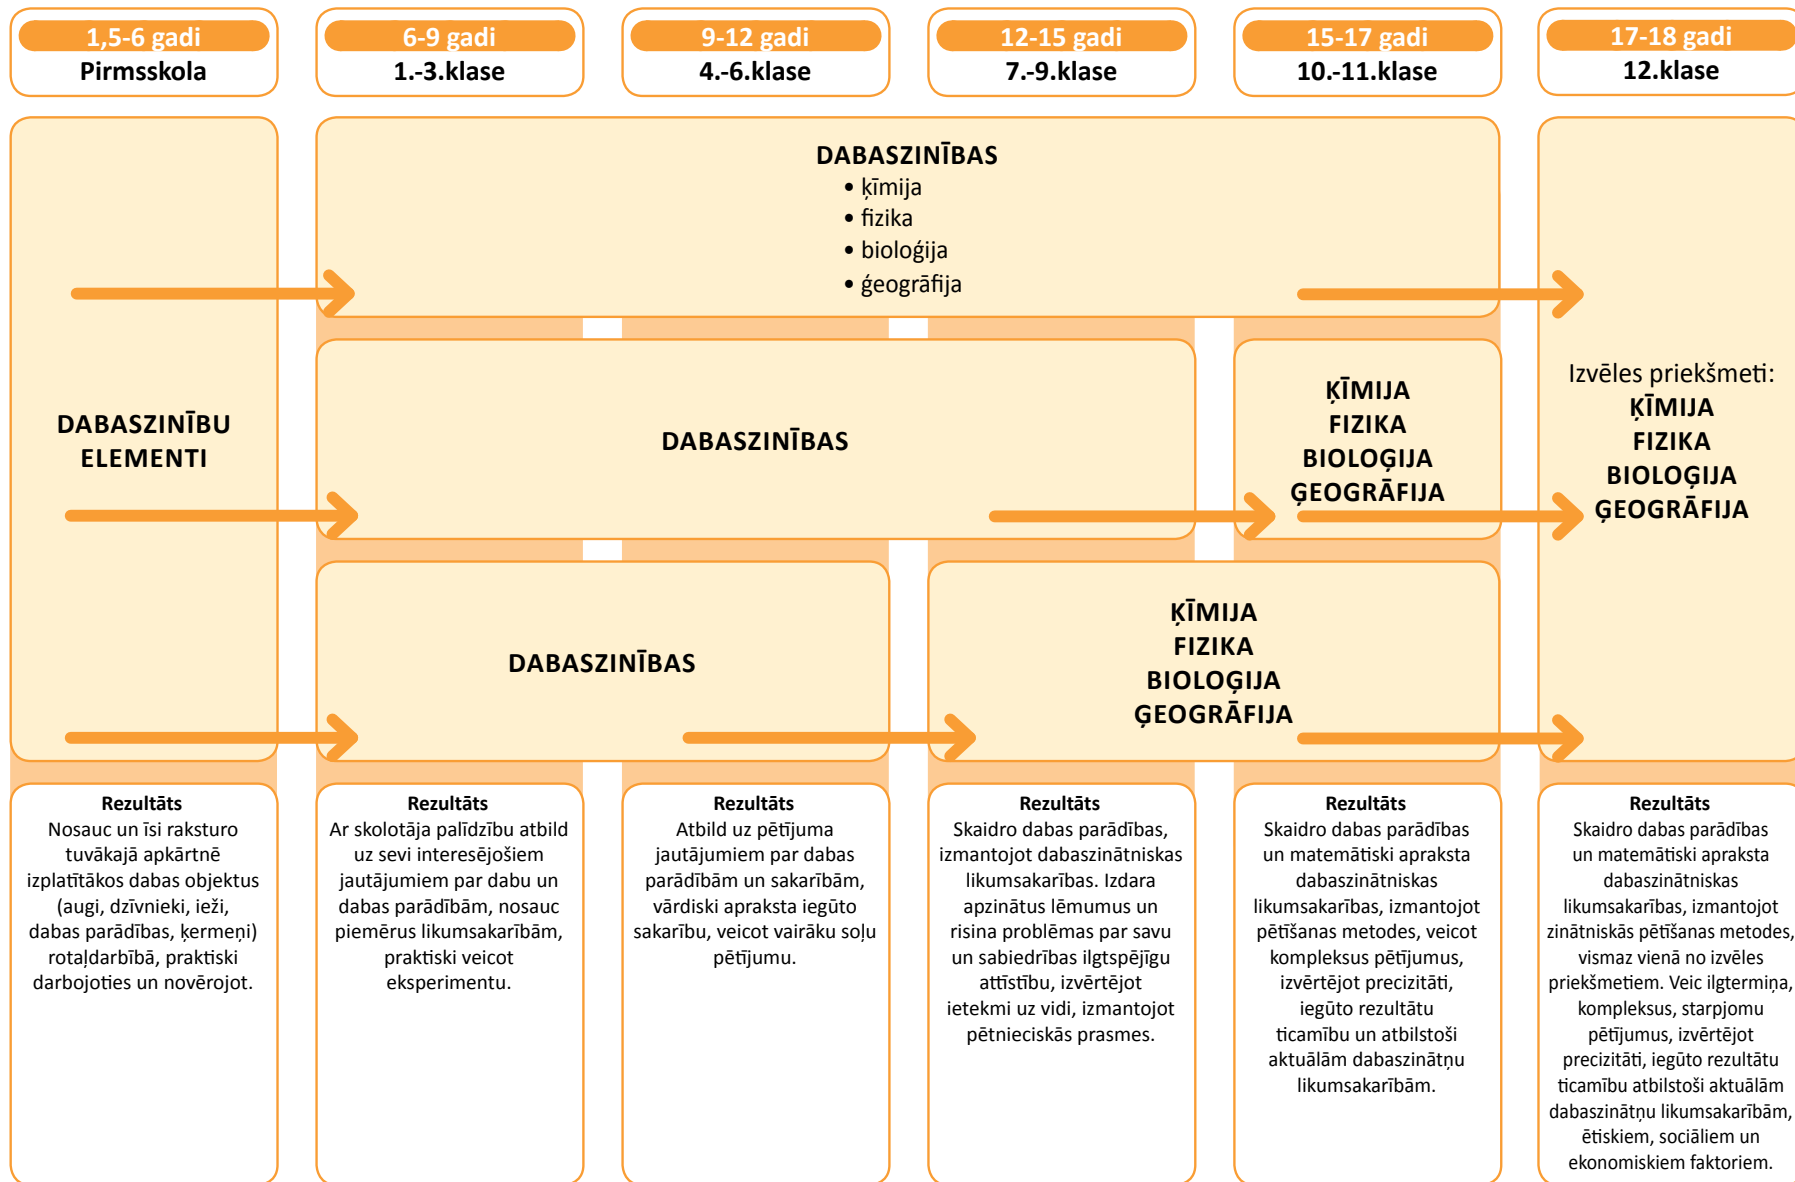 1,5-6 gadi
Pirmsskola
6-9 gadi
1.-3.klase
9-12 gadi
4.-6.klase
12-15 gadi
7.-9.klase
15-17 gadi
10.-11.klase
17-18 gadi
12.klase
DABASZINĪBU
ELEMENTI
DABASZINĪBAS
• ķīmija
• fizika
• bioloģija
• ģeogrāfija
DABASZINĪBAS
ĶĪMIJA
FIZIKA
BIOLOĢIJA
ĢEOGRĀFIJA
DABASZINĪBAS
ĶĪMIJA
FIZIKA
BIOLOĢIJA
ĢEOGRĀFIJA
Izvēles priekšmeti:
ĶĪMIJA
FIZIKA
BIOLOĢIJA
ĢEOGRĀFIJA
Rezultāts
Nosauc un īsi raksturo
tuvākajā apkārtnē
izplatītākos dabas objektus
(augi, dzīvnieki, ieži,
dabas parādības, ķermeņi)
rotaļdarbībā, praktiski
darbojoties un novērojot.
Rezultāts
Ar skolotāja palīdzību atbild
uz sevi interesējošiem
jautājumiem par dabu un
dabas parādībām, nosauc
piemērus likumsakarībām,
praktiski veicot
eksperimentu.
Rezultāts
Atbild uz pētījuma
jautājumiem par dabas
parādībām un sakarībām,
vārdiski apraksta iegūto
sakarību, veicot vairāku soļu
pētījumu.
Rezultāts
Skaidro dabas parādības,
izmantojot dabaszinātniskas
likumsakarības. Izdara
apzinātus lēmumus un
risina problēmas par savu
un sabiedrības ilgtspējīgu
attīstību, izvērtējot
ietekmi uz vidi, izmantojot
pētnieciskās prasmes.
Rezultāts
Skaidro dabas parādības
un matemātiski apraksta
dabaszinātniskas
likumsakarības, izmantojot
pētīšanas metodes, veicot
kompleksus pētījumus,
izvērtējot precizitāti,
iegūto rezultātu
ticamību un atbilstoši
aktuālām dabaszinātņu
likumsakarībām.
Rezultāts
Skaidro dabas parādības
un matemātiski apraksta
dabaszinātniskas
likumsakarības, izmantojot
zinātniskās pētīšanas metodes,
vismaz vienā no izvēles
priekšmetiem. Veic ilgtermiņa,
kompleksus, starpjomu
pētījumus, izvērtējot
precizitāti, iegūto rezultātu
ticamību atbilstoši aktuālām
dabaszinātņu likumsakarībām,
ētiskiem, sociāliem un
ekonomiskiem faktoriem.